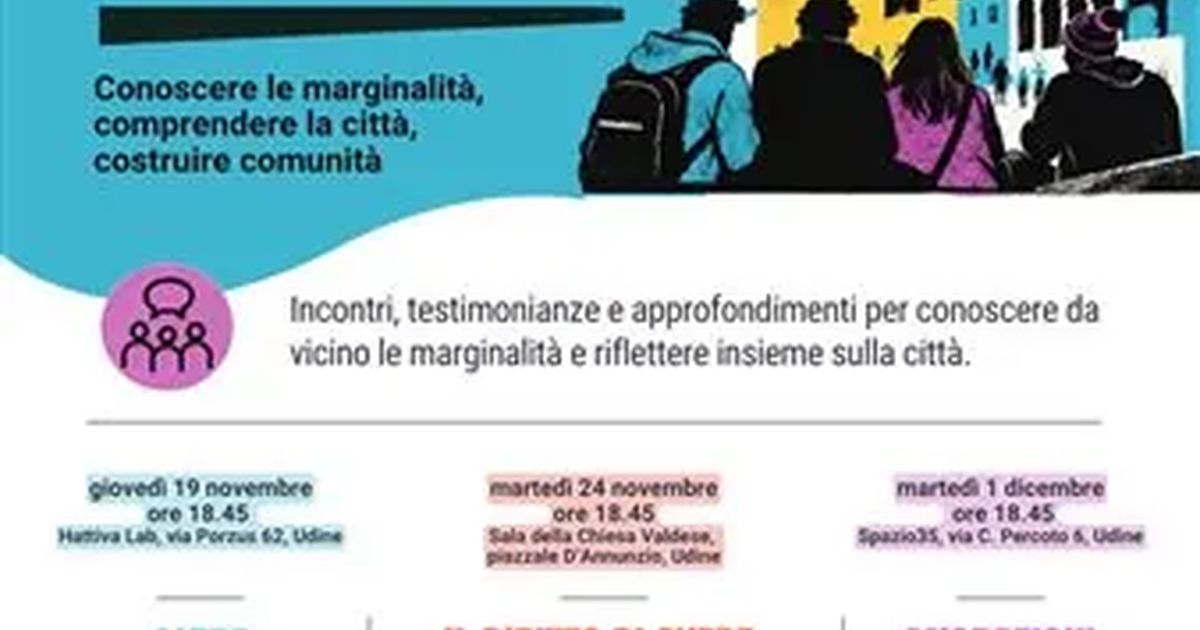 Conoscere le marginalità,
comprendere la città,
costruire comunità
Incontri, testimonianze e approfondimenti per conoscere da
vicino le marginalità e riflettere insieme sulla città.
giovedì 19 novembre
ore 18.45
Hattiva Lab, via Porzus 62, Udine
martedì 24 novembre
ore 18.45
Sala della Chiesa Valdese,
piazzale D'Annunzio, Udine
martedì 1 dicembre
ore 18.45
Spazio35, via C. Percoto 6, Udine